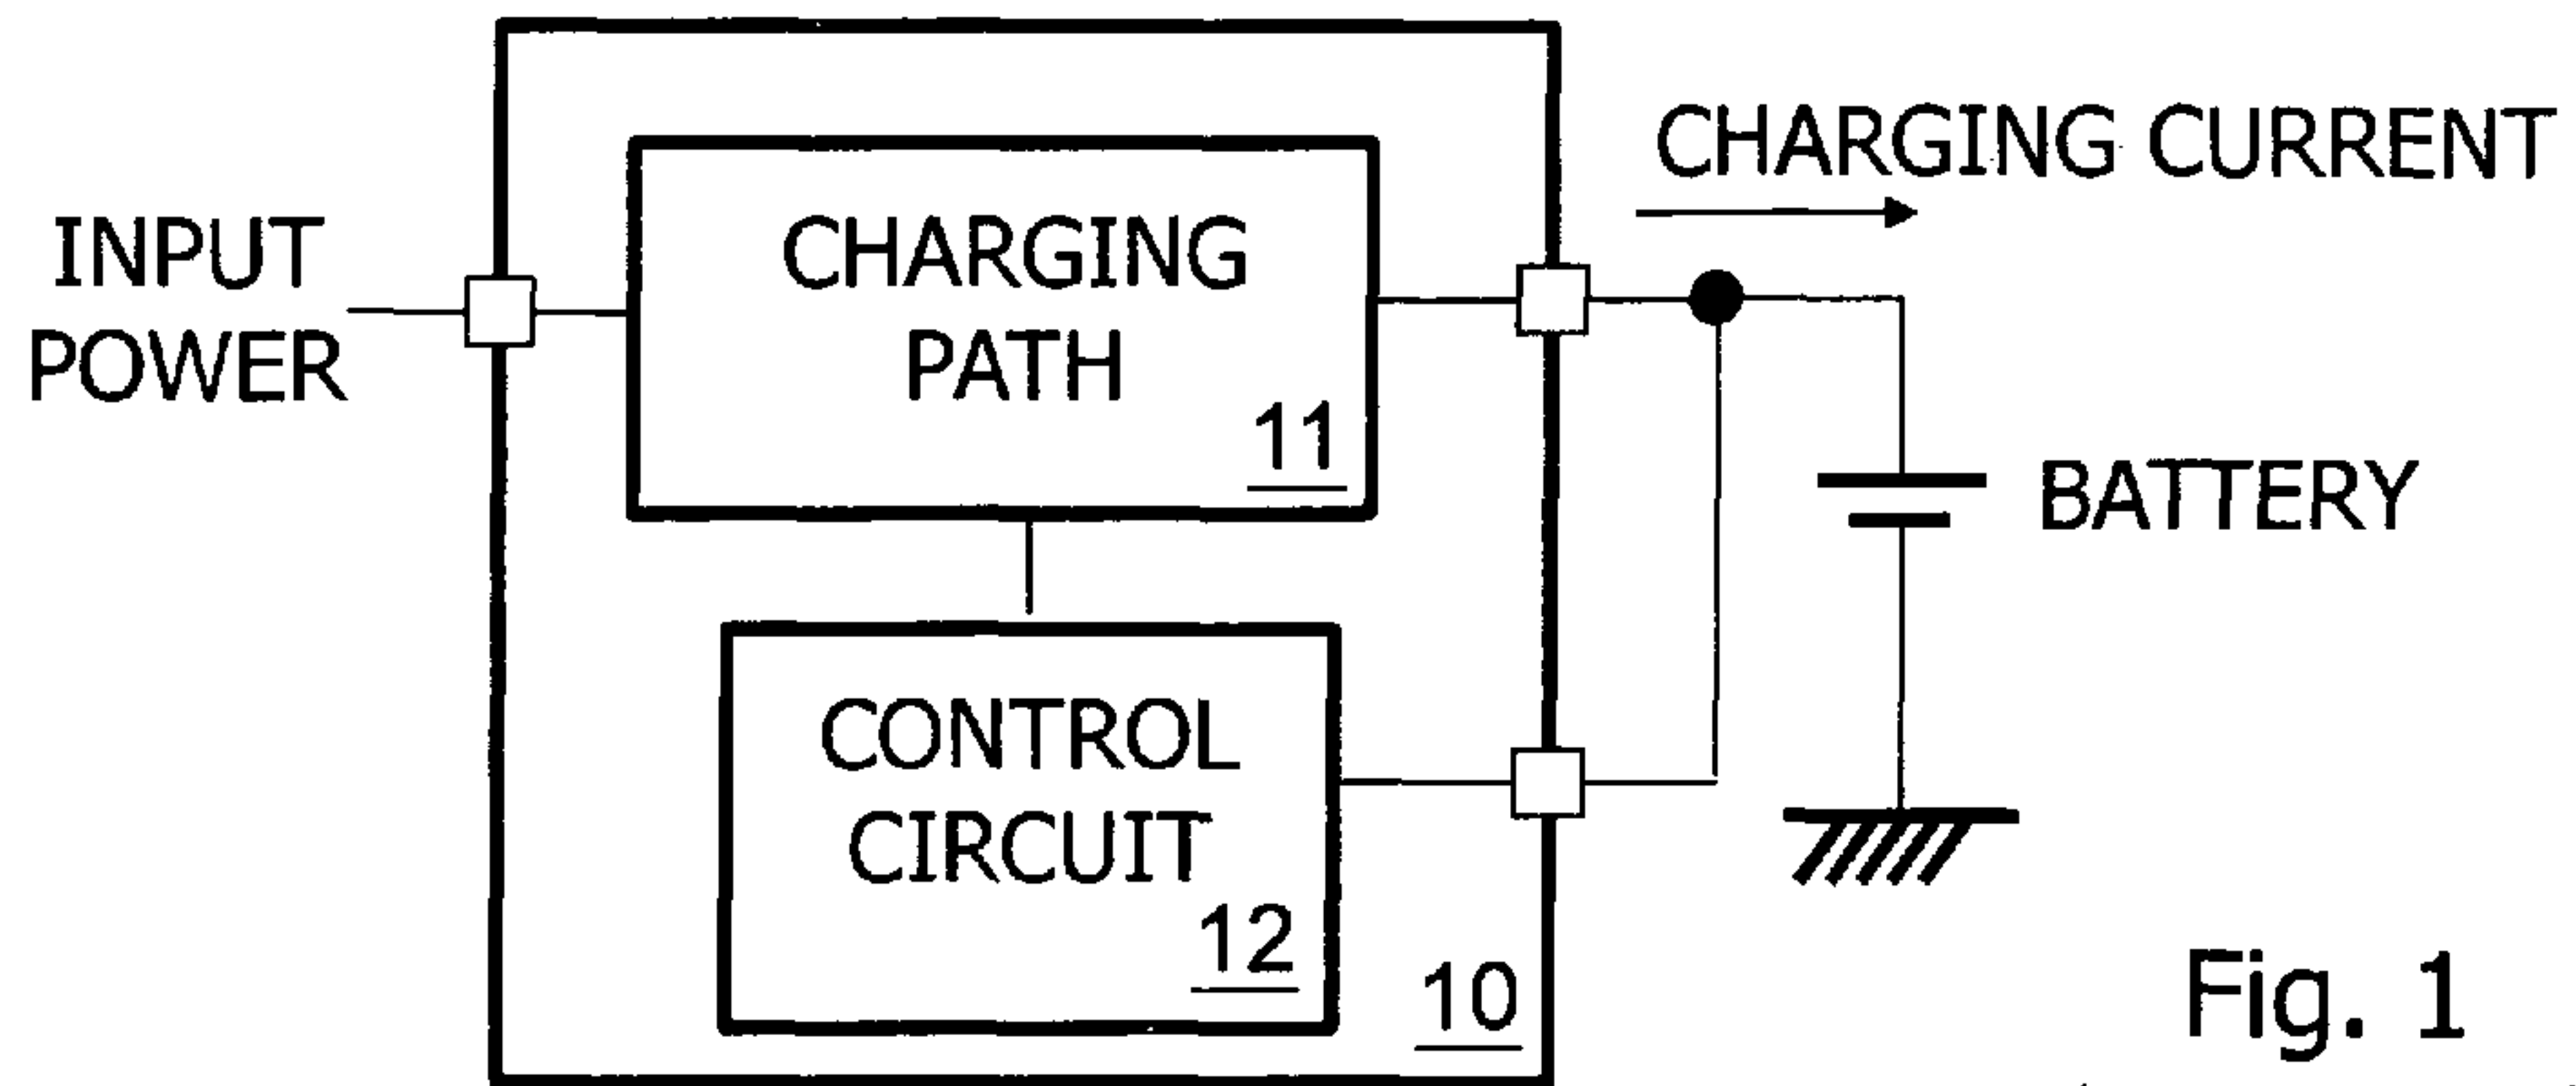 CHARGING CURRENT
INPUT
POWER
CHARGING
PATH
11
BATTERY
CONTROL
CIRCUIT
12
10
Fig. 1